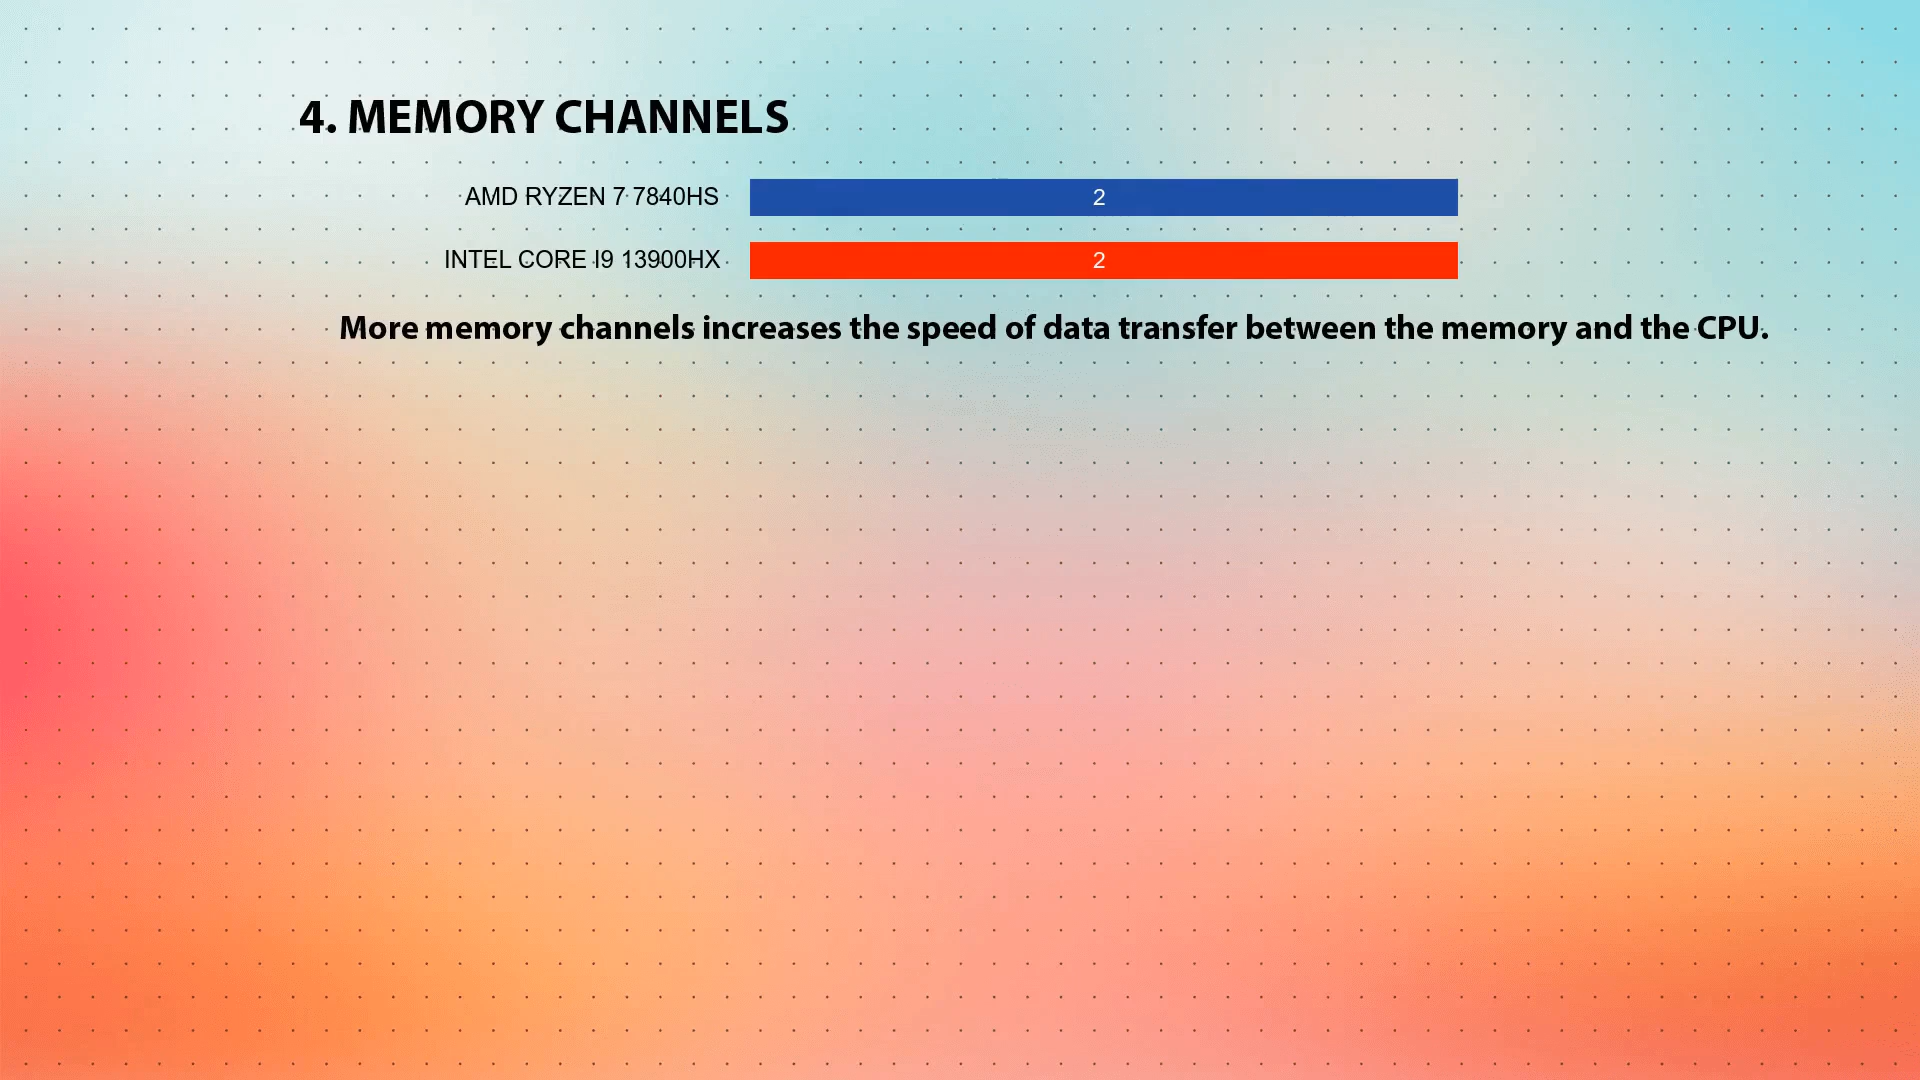 4. MEMORY CHANNELS
AMD RYZEN 7 7840HS 2
INTEL CORE I9 13900HX 2
More memory channels increases the speed of data transfer between the memory and the CPU.